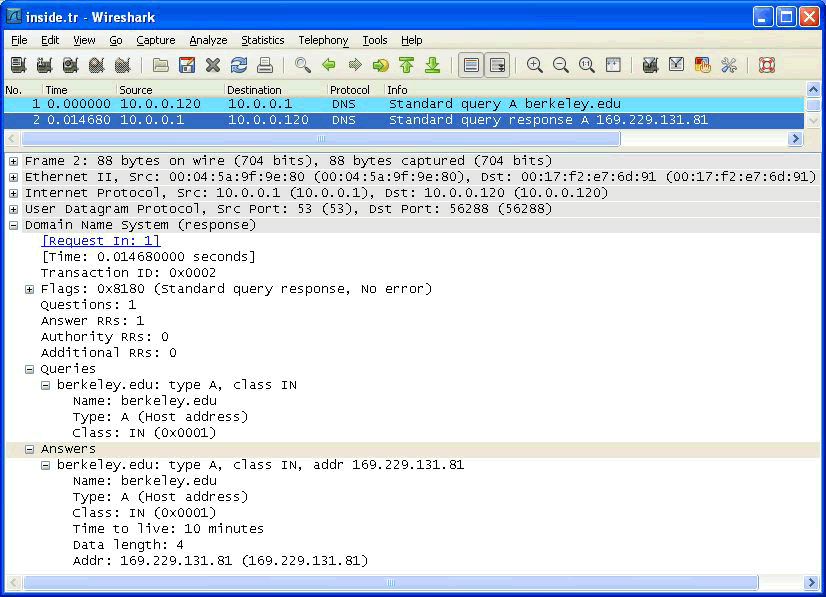 inside.tr - Wireshark
File Edit View Go Capture Analyze Statistics Telephony Tools Help
No. Time Source Destination Protocol Info
1 0.000000 10.0.0.120 10.0.0.1 DNS Standard query A berkeley.edu
2 0.014680 10.0.0.1 10.0.0.120 DNS Standard query response A 169.229.131.81
Frame 2: 88 bytes on wire (704 bits), 88 bytes captured (704 bits)
Ethernet II, Src: 00:04:5a:9f:9e:80 (00:04:5a:9f:9e:80), Dst: 00:17:f2:e7:6d:91 (00:17:f2:e7:6d:91)
Internet Protocol, Src: 10.0.0.1 (10.0.0.1), Dst: 10.0.0.120 (10.0.0.120)
User Datagram Protocol, Src Port: 53 (53), Dst Port: 56288 (56288)
Domain Name System (response)
[Request In: 1]
[Time: 0.014680000 seconds]
Transaction ID: 0x0002
Flags: 0x8180 (Standard query response, No error)
Questions: 1
Answer RRs: 1
Authority RRs: 0
Additional RRs: 0
Queries
berkeley.edu: type A, class IN
Name: berkeley.edu
Type: A (Host address)
Class: IN (0x0001)
Answers
berkeley.edu: type A, class IN, addr 169.229.131.81
Name: berkeley.edu
Type: A (Host address)
Class: IN (0x0001)
Time to live: 10 minutes
Data length: 4
Addr: 169.229.131.81 (169.229.131.81)